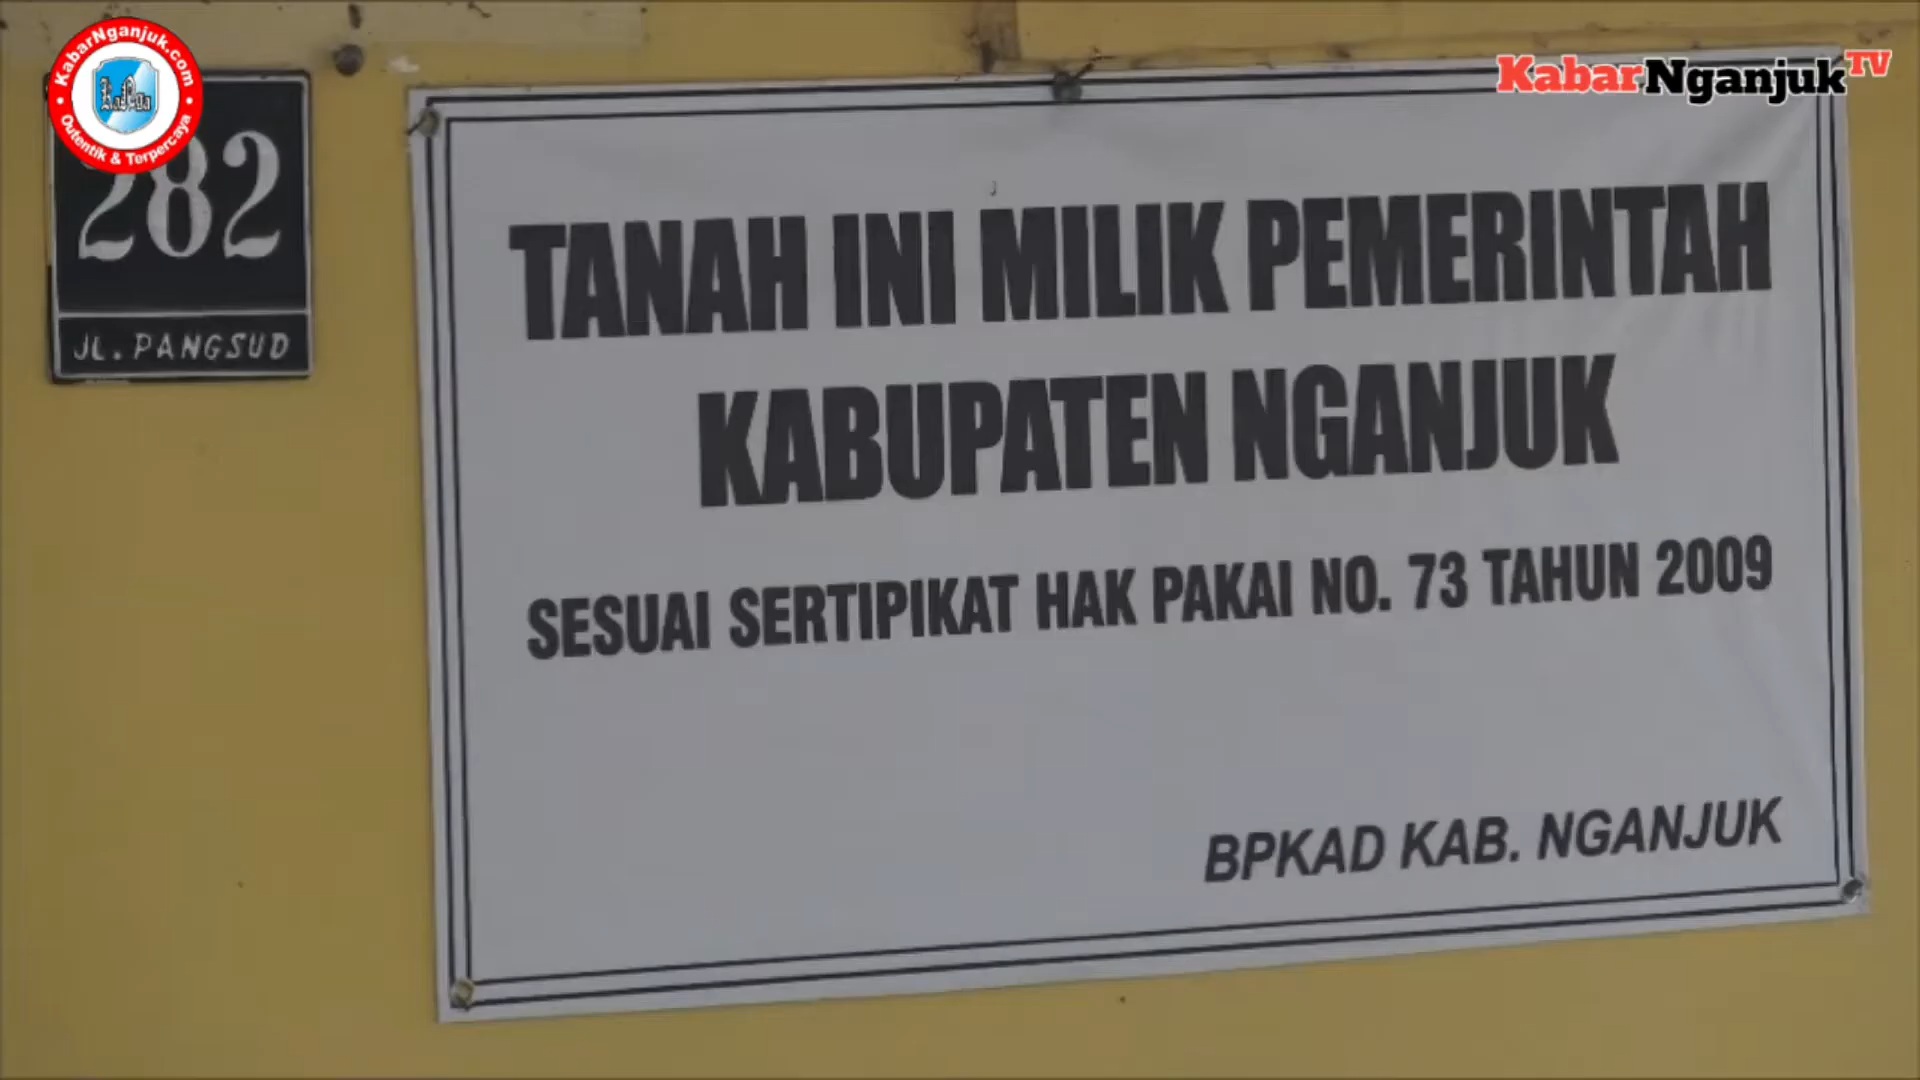 KabarNganjuk.com
Outentik & Terpercaya
KabarNganjukTV
282
JL. PANGSUD
TANAH INI MILIK PEMERINTAH
KABUPATEN NGANJUK
SESUAI SERTIPIKAT HAK PAKAI NO. 73 TAHUN 2009
BPKAD KAB. NGANJUK